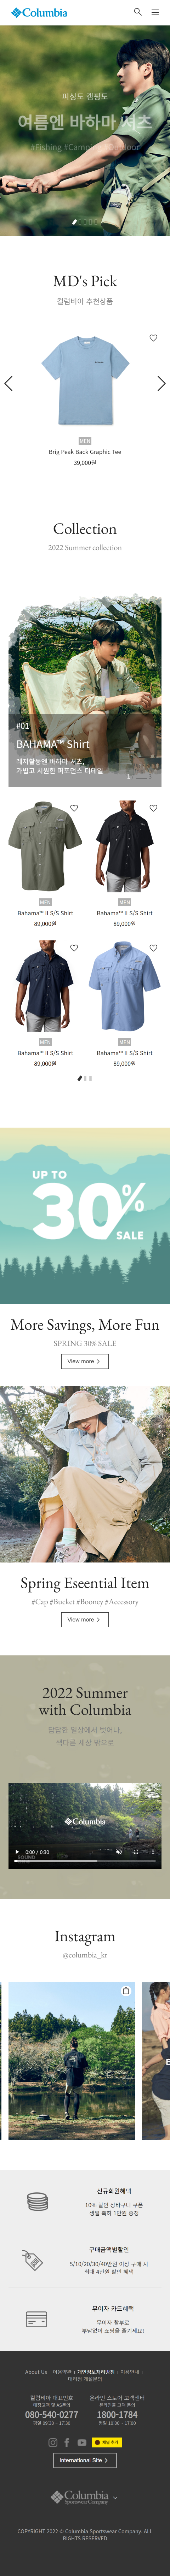 Columbia
피싱도 캠핑도
여름엔 바하마 셔츠
#Fishing #Camping #Outdoor
MD's Pick
컬럼비아 추천상품
MEN
Brig Peak Back Graphic Tee
39,000원
Collection
2022 Summer collection
#01
BAHAMA™ Shirt
레저활동엔 바하마 셔츠,
가볍고 시원한 퍼포먼스 디테일
MEN
Bahama™ II S/S Shirt
89,000원
MEN
Bahama™ II S/S Shirt
89,000원
MEN
Bahama™ II S/S Shirt
89,000원
MEN
Bahama™ II S/S Shirt
89,000원
UP TO
30%
SALE
More Savings, More Fun
SPRING 30% SALE
View more
Spring Eseential Item
#Cap #Bucket #Booney #Accessory
View more
2022 Summer
with Columbia
답답한 일상에서 벗어나,
색다른 세상 밖으로
Columbia
0:00 / 0:30
SOUND
Instagram
@columbia_kr
신규회원혜택
10% 할인 장바구니 쿠폰
생일 축하 1만원 증정
구매금액별할인
5/10/20/30/40만원 이상 구매 시
최대 4만원 할인 혜택
무이자 카드혜택
무이자 할부로
부담없이 쇼핑을 즐기세요!
About Us | 이용약관 | 개인정보처리방침 | 이용안내 |
대리점 개설문의
컬럼비아 대표번호 온라인 스토어 고객센터
매장고객 및 AS문의 온라인몰 고객 문의
080-540-0277 1800-1784
평일 09:30 ~ 17:30 평일 10:00 ~ 17:00
채널 추가
International Site
Columbia
Sportswear Company
COPYRIGHT 2022 © Columbia Sportswear Company. ALL
RIGHTS RESERVED